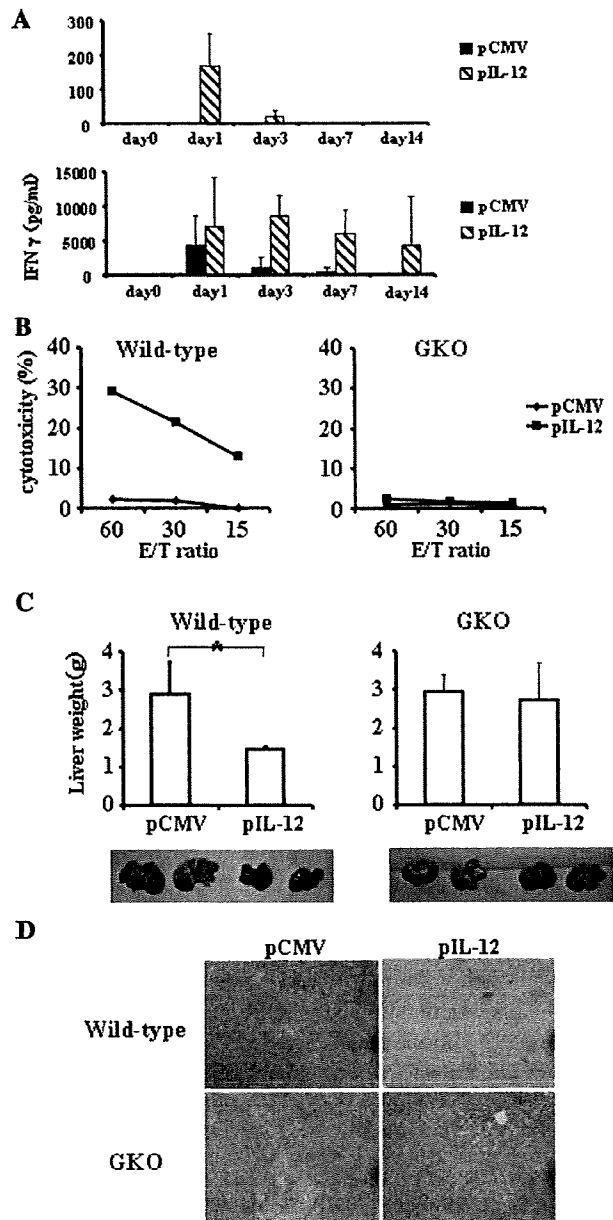 A
300
200
100
0
day0 day1 day3 day7 day14
pCMV
pIL-12
IFN γ (pg/ml)
15000
10000
5000
0
day0 day1 day3 day7 day14
pCMV
pIL-12
B
Wild-type
GKO
cytotoxicity (%)
40
30
20
10
0
60 30 15
E/T ratio
40
30
20
10
0
60 30 15
E/T ratio
pCMV
pIL-12
C
Wild-type
GKO
Liver weight(g)
4
3
2
1
0
pCMV pIL-12
4
3
2
1
0
pCMV pIL-12
D
pCMV pIL-12
Wild-type
GKO